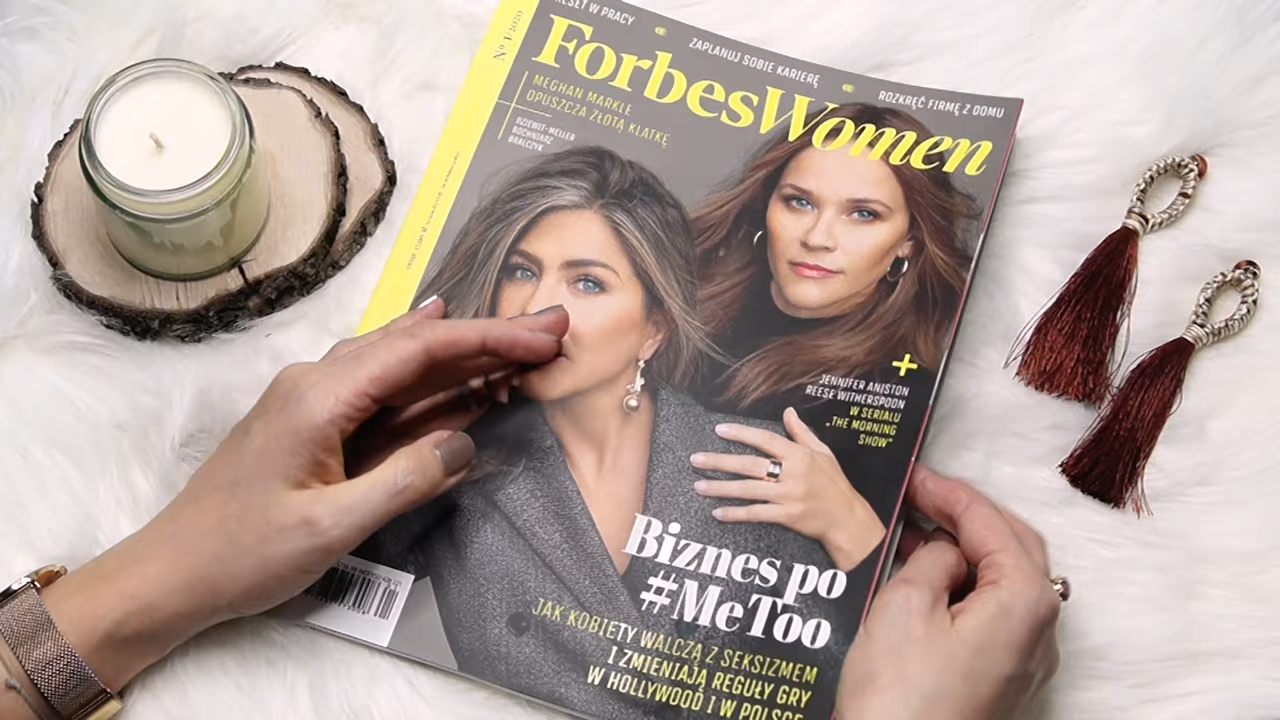 RESET W PRACY
ZAPLANUJ SOBIE KARIERĘ
ROZKRĘĆ FIRMĘ Z DOMU
No 1/2020
ForbesWomen
MEGHAN MARKLE
OPUSZCZA ZŁOTĄ KLATKĘ
DZIEWIT-MELLER
BOCHNIARZ
BRALCZYK
+
JENNIFER ANISTON
REESE WITHERSPOON
W SERIALU
„THE MORNING
SHOW”
Biznes po
#MeToo
JAK KOBIETY WALCZĄ Z SEKSIZMEM
I ZMIENIAJĄ REGUŁY GRY
W HOLLYWOOD I W POLSCE